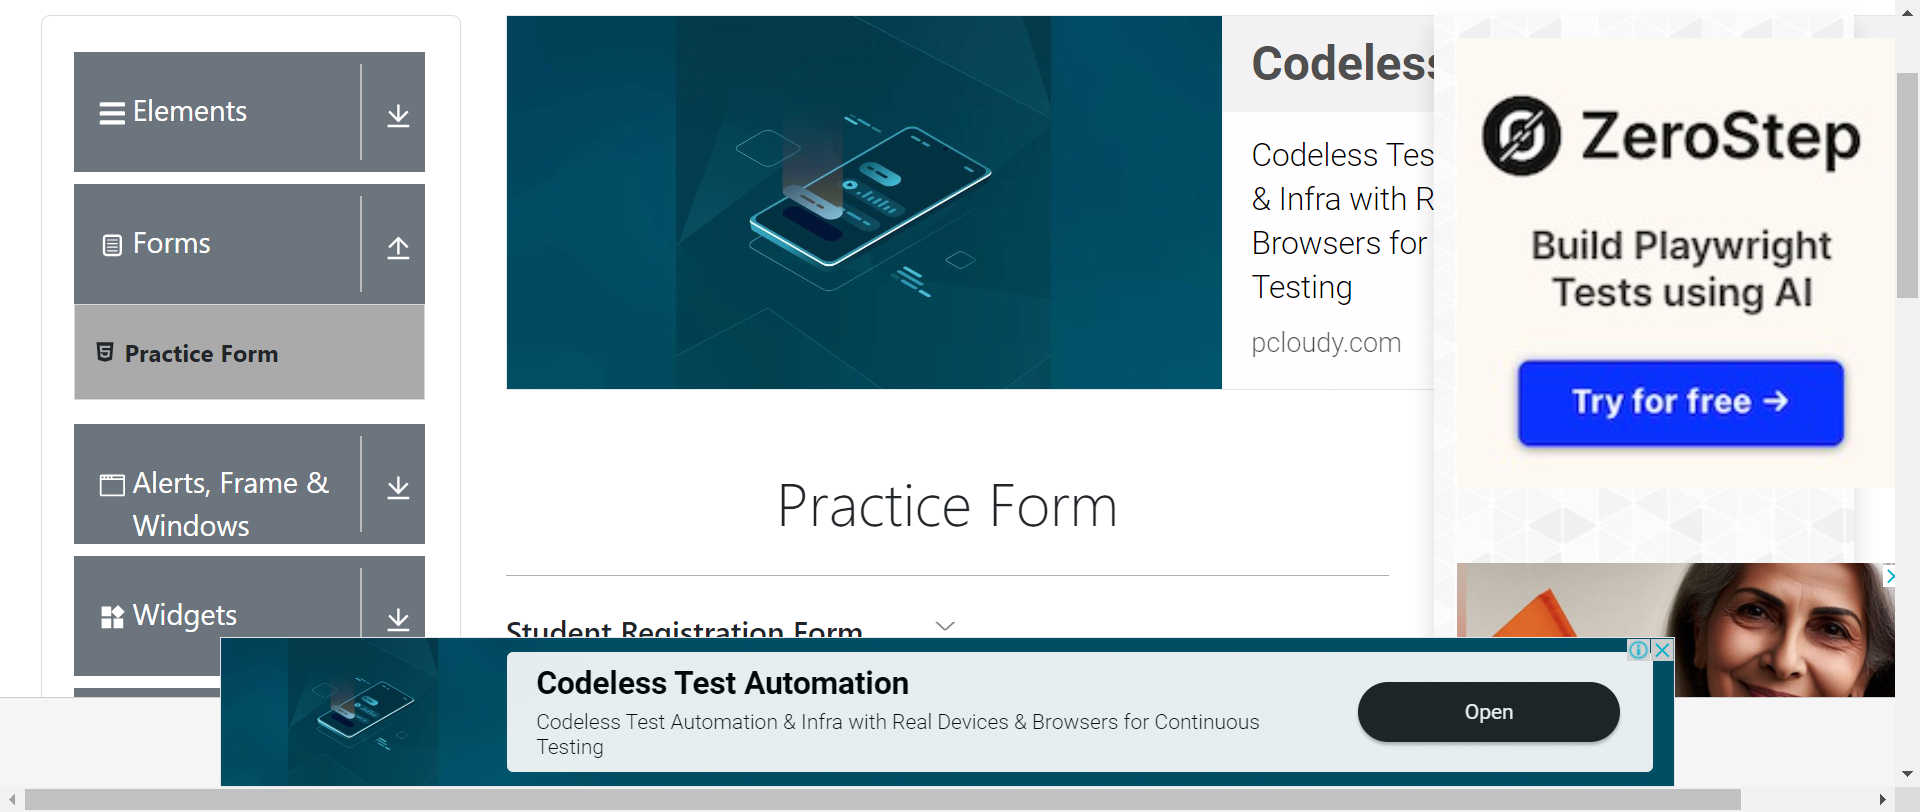 Elements
Forms
Practice Form
Alerts, Frame &
Windows
Widgets
Codeless
Codeless Tes
& Infra with R
Browsers for
Testing
pcloudy.com
Practice Form
Student Registration Form
ZeroStep
Build Playwright
Tests using AI
Try for free →
Codeless Test Automation
Codeless Test Automation & Infra with Real Devices & Browsers for Continuous
Testing
Open